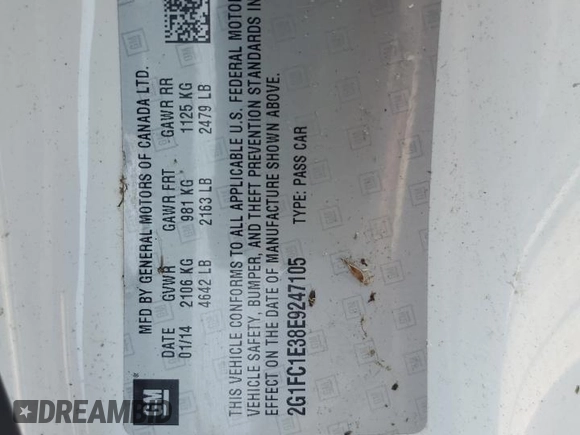 MFD BY GENERAL MOTORS OF CANADA LTD.
DATE GVWR GAWR FRT GAWR RR
01/14 2106 KG 981 KG 1125 KG
4642 LB 2163 LB 2479 LB
THIS VEHICLE CONFORMS TO ALL APPLICABLE U.S. FEDERAL MOTOR
VEHICLE SAFETY, BUMPER, AND THEFT PREVENTION STANDARDS IN
EFFECT ON THE DATE OF MANUFACTURE SHOWN ABOVE.
2G1FC1E38E9247105 TYPE: PASS CAR
GM
DREAMBID